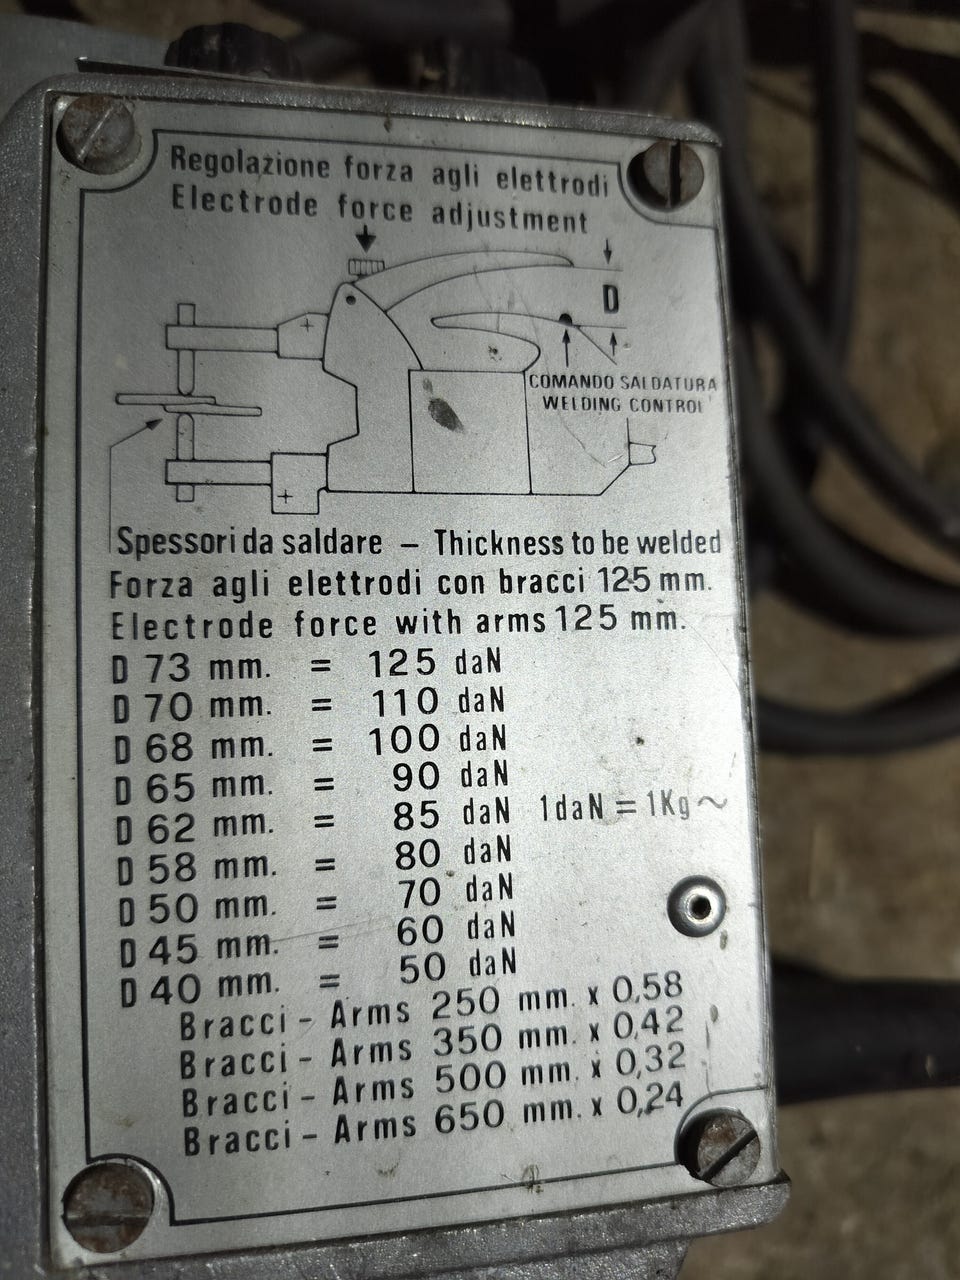 Regolazione forza agli elettrodi
Electrode force adjustment
D
COMANDO SALDATURA
WELDING CONTROL
Spessori da saldare – Thickness to be welded
Forza agli elettrodi con bracci 125 mm.
Electrode force with arms 125 mm.
D 73 mm. = 125 daN
D 70 mm. = 110 daN
D 68 mm. = 100 daN
D 65 mm. = 90 daN
D 62 mm. = 85 daN 1daN = 1Kg ~
D 58 mm. = 80 daN
D 50 mm. = 70 daN
D 45 mm. = 60 daN
D 40 mm. = 50 daN
Bracci – Arms 250 mm. x 0,58
Bracci – Arms 350 mm. x 0,42
Bracci – Arms 500 mm. x 0,32
Bracci – Arms 650 mm. x 0,24